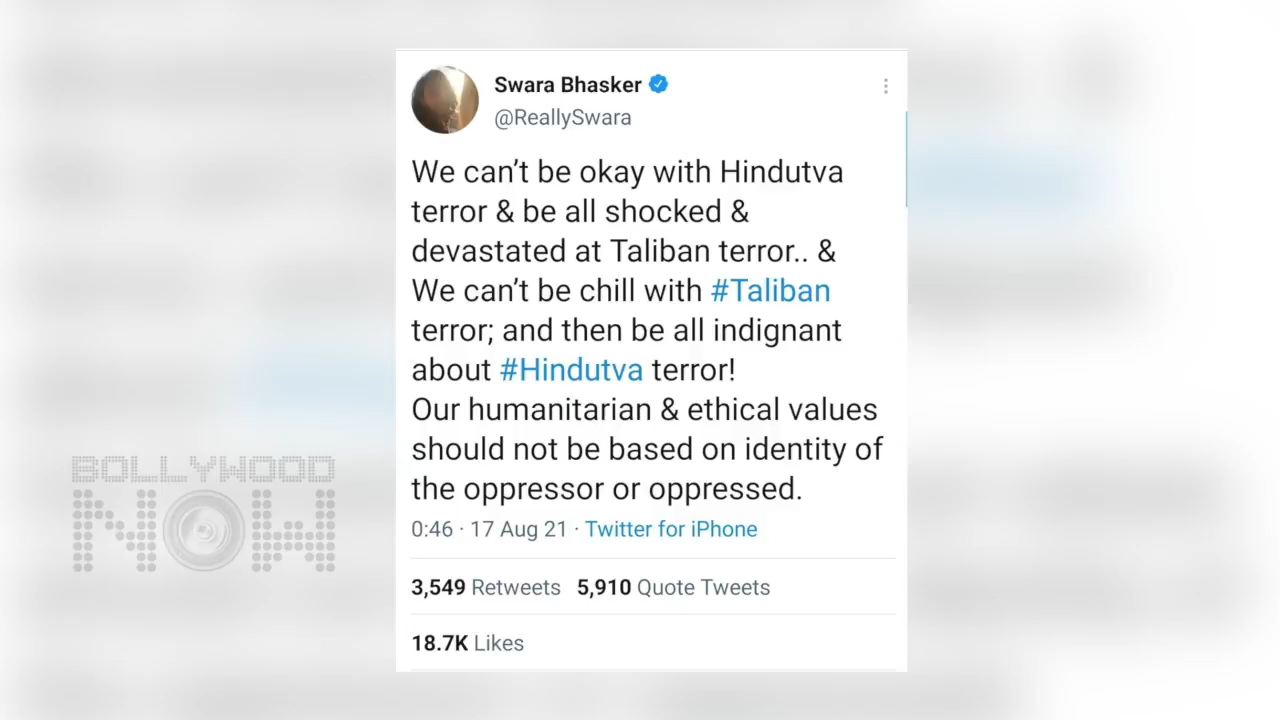 Swara Bhasker
@ReallySwara
We can't be okay with Hindutva
terror & be all shocked &
devastated at Taliban terror.. &
We can't be chill with #Taliban
terror; and then be all indignant
about #Hindutva terror!
Our humanitarian & ethical values
should not be based on identity of
the oppressor or oppressed.
0:46 · 17 Aug 21 · Twitter for iPhone
3,549 Retweets 5,910 Quote Tweets
18.7K Likes
BOLLYWOOD
NOW